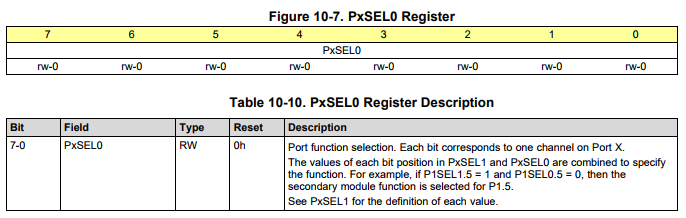 Figure 10-7. PxSEL0 Register
7 6 5 4 3 2 1 0
PxSEL0
rw-0 rw-0 rw-0 rw-0 rw-0 rw-0 rw-0 rw-0
Table 10-10. PxSEL0 Register Description
Bit Field Type Reset Description
7-0 PxSEL0 RW 0h Port function selection. Each bit corresponds to one channel on Port X.
The values of each bit position in PxSEL1 and PxSEL0 are combined to specify
the function. For example, if P1SEL1.5 = 1 and P1SEL0.5 = 0, then the
secondary module function is selected for P1.5.
See PxSEL1 for the definition of each value.